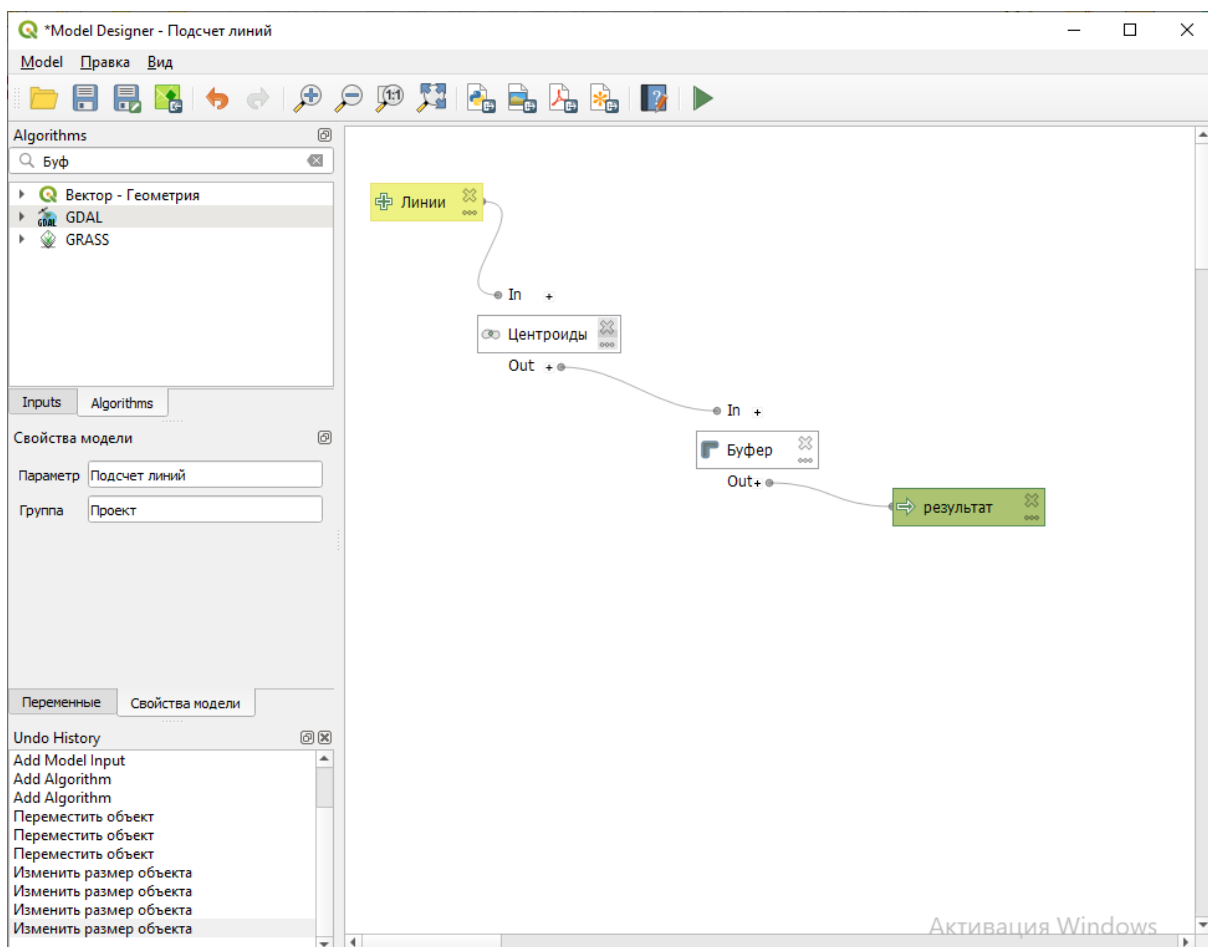 *Model Designer - Подсчет линий
Model Правка Вид
1:1
Algorithms
Буф
Вектор - Геометрия
GDAL
GRASS
Inputs Algorithms
Свойства модели
Параметр Подсчет линий
Группа Проект
Переменные Свойства модели
Undo History
Add Model Input
Add Algorithm
Add Algorithm
Переместить объект
Переместить объект
Переместить объект
Изменить размер объекта
Изменить размер объекта
Изменить размер объекта
Изменить размер объекта
Линии
In +
Центроиды
Out +
In +
Буфер
Out+
результат
Активация Windows